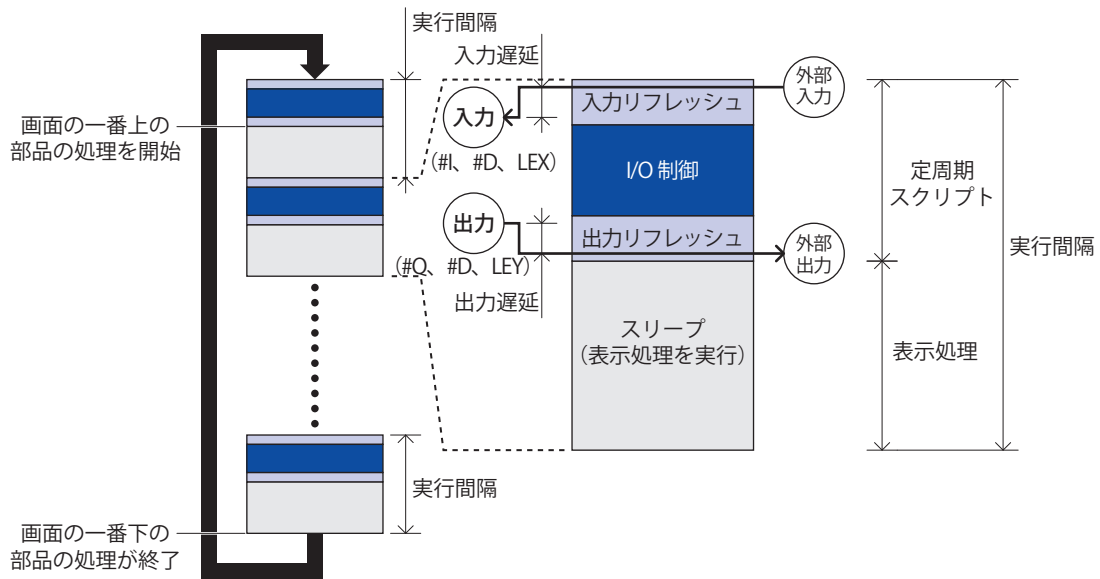 実行間隔
画面の一番上の
部品の処理を開始
画面の一番下の
部品の処理が終了
実行間隔
入力遅延
入力
(#I、#D、LEX)
出力
(#Q、#D、LEY)
出力遅延
入力リフレッシュ
I/O 制御
出力リフレッシュ
スリープ
(表示処理を実行)
外部
入力
外部
出力
定周期
スクリプト
表示処理
実行間隔